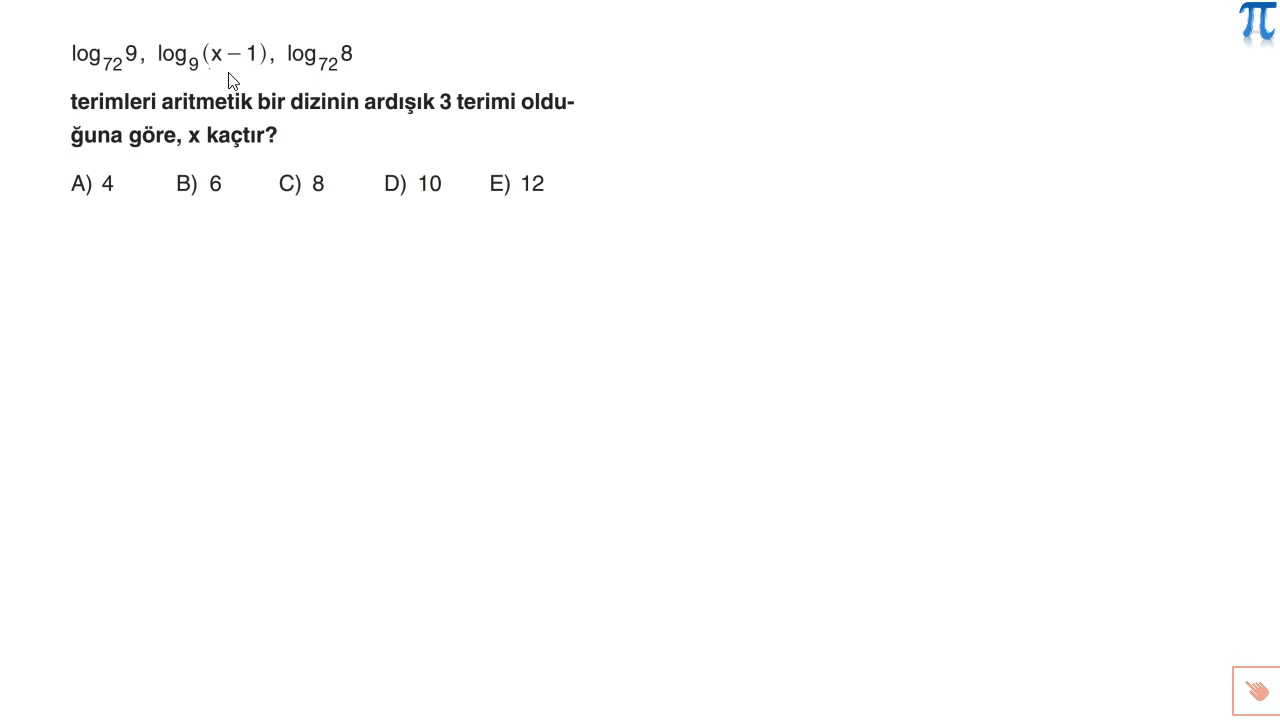 log₇₂9, log₉(x – 1), log₇₂8
terimleri aritmetik bir dizinin ardışık 3 terimi oldu-
ğuna göre, x kaçtır?
A) 4 B) 6 C) 8 D) 10 E) 12
π